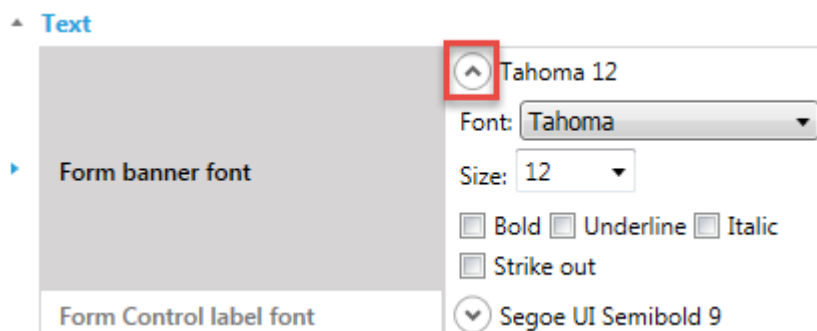 Text
Tahoma 12
Font: Tahoma
Form banner font
Size: 12
Bold Underline Italic
Strike out
Form Control label font
Segoe UI Semibold 9